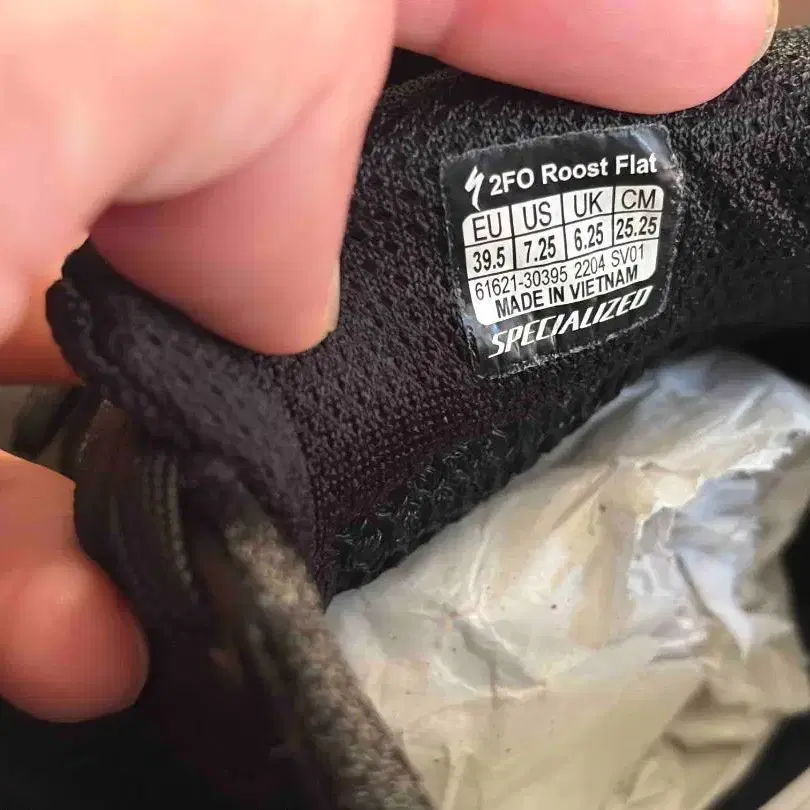 2FO Roost Flat
EU US UK CM
39.5 7.25 6.25 25.25
61621-30395 2204 SV01
MADE IN VIETNAM
SPECIALIZED